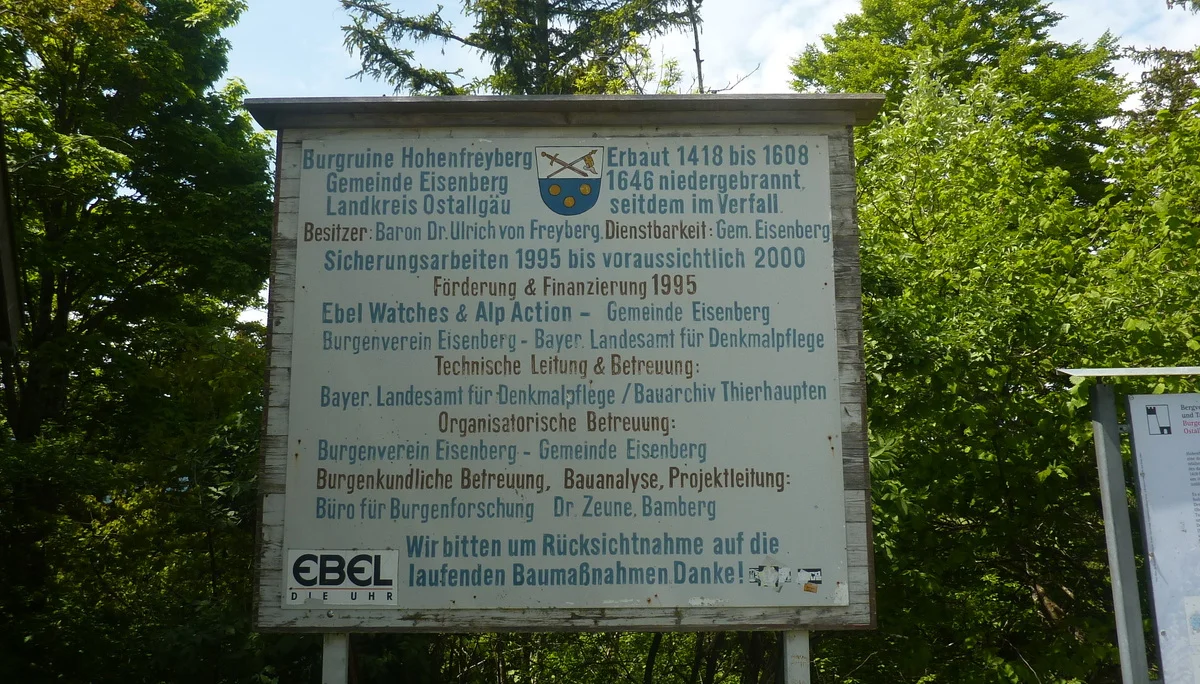 Burgruine Hohenfreyberg Erbaut 1418 bis 1608
Gemeinde Eisenberg 1646 niedergebrannt,
Landkreis Ostallgäu seitdem im Verfall.
Besitzer: Baron Dr. Ulrich von Freyberg, Dienstbarkeit: Gem. Eisenberg
Sicherungsarbeiten 1995 bis voraussichtlich 2000
Förderung & Finanzierung 1995
Ebel Watches & Alp Action - Gemeinde Eisenberg
Burgenverein Eisenberg - Bayer. Landesamt für Denkmalpflege
Technische Leitung & Betreuung:
Bayer. Landesamt für Denkmalpflege / Bauarchiv Thierhaupten
Organisatorische Betreuung:
Burgenverein Eisenberg - Gemeinde Eisenberg
Burgenkundliche Betreuung, Bauanalyse, Projektleitung:
Büro für Burgenforschung Dr. Zeune, Bamberg
Wir bitten um Rücksichtnahme auf die
laufenden Baumaßnahmen. Danke!
EBEL
DIE UHR
und